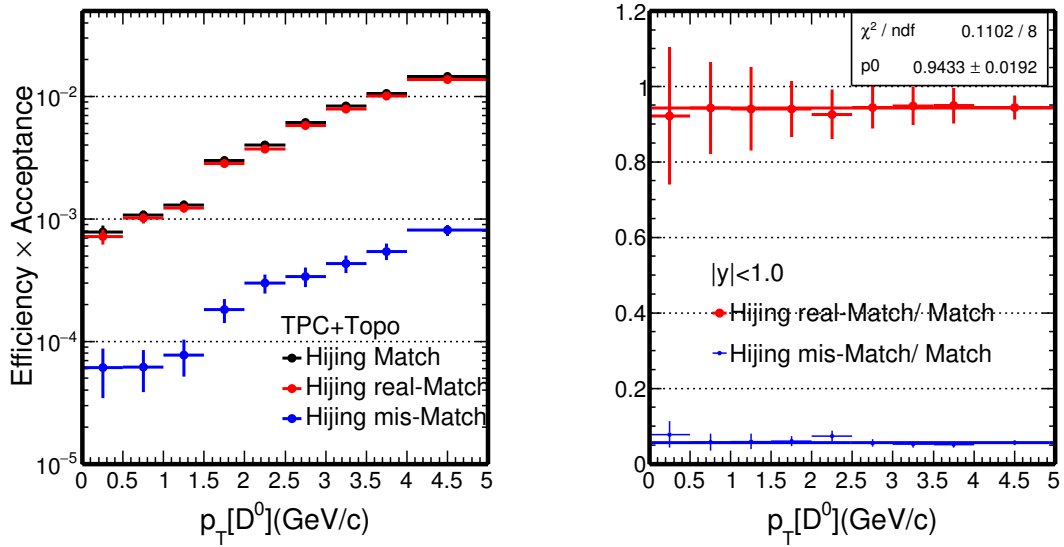 Efficiency × Acceptance
10⁻²
10⁻³
10⁻⁴
10⁻⁵
TPC+Topo
Hijing Match
Hijing real-Match
Hijing mis-Match
0 0.5 1 1.5 2 2.5 3 3.5 4 4.5 5
p_T[D⁰](GeV/c)
1.2
1
0.8
0.6
0.4
0.2
0
χ² / ndf 0.1102 / 8
p0 0.9433 ± 0.0192
|y|<1.0
Hijing real-Match/ Match
Hijing mis-Match/ Match
0 0.5 1 1.5 2 2.5 3 3.5 4 4.5 5
p_T[D⁰](GeV/c)